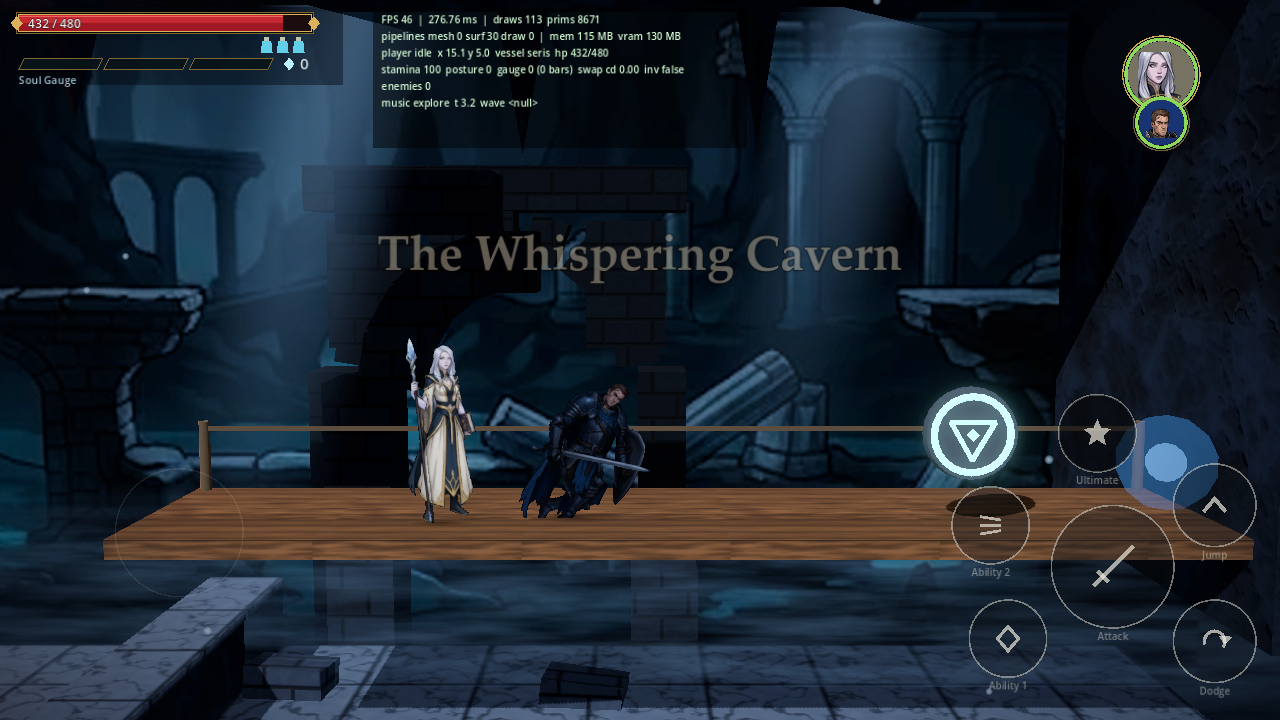 432 / 480
0
Soul Gauge
FPS 46 | 276.76 ms | draws 113 prims 8671
pipelines mesh 0 surf 30 draw 0 | mem 115 MB vram 130 MB
player idle x 15.1 y 5.0 vessel seris hp 432/480
stamina 100 posture 0 gauge 0 (0 bars) swap cd 0.00 inv false
enemies 0
music explore t 3.2 wave <null>
The Whispering Cavern
Ultimate
Jump
Ability 2
Attack
Ability 1
Dodge